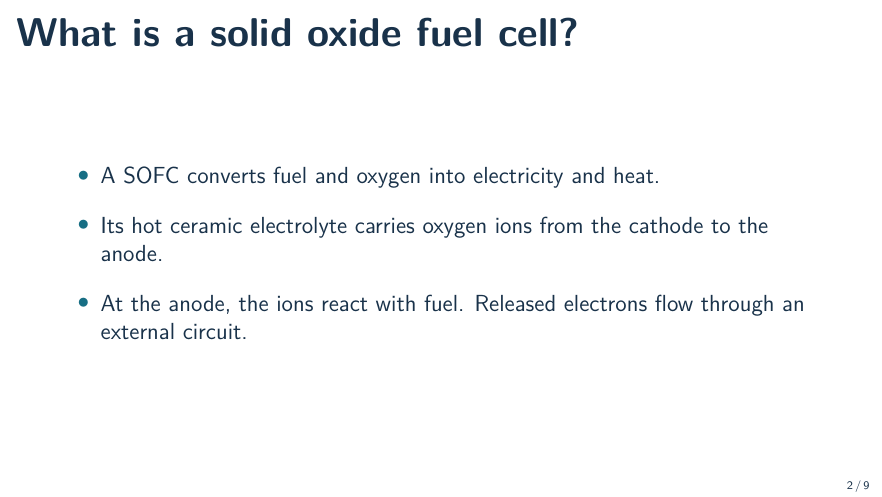 What is a solid oxide fuel cell?
• A SOFC converts fuel and oxygen into electricity and heat.
• Its hot ceramic electrolyte carries oxygen ions from the cathode to the
anode.
• At the anode, the ions react with fuel. Released electrons flow through an
external circuit.
2 / 9